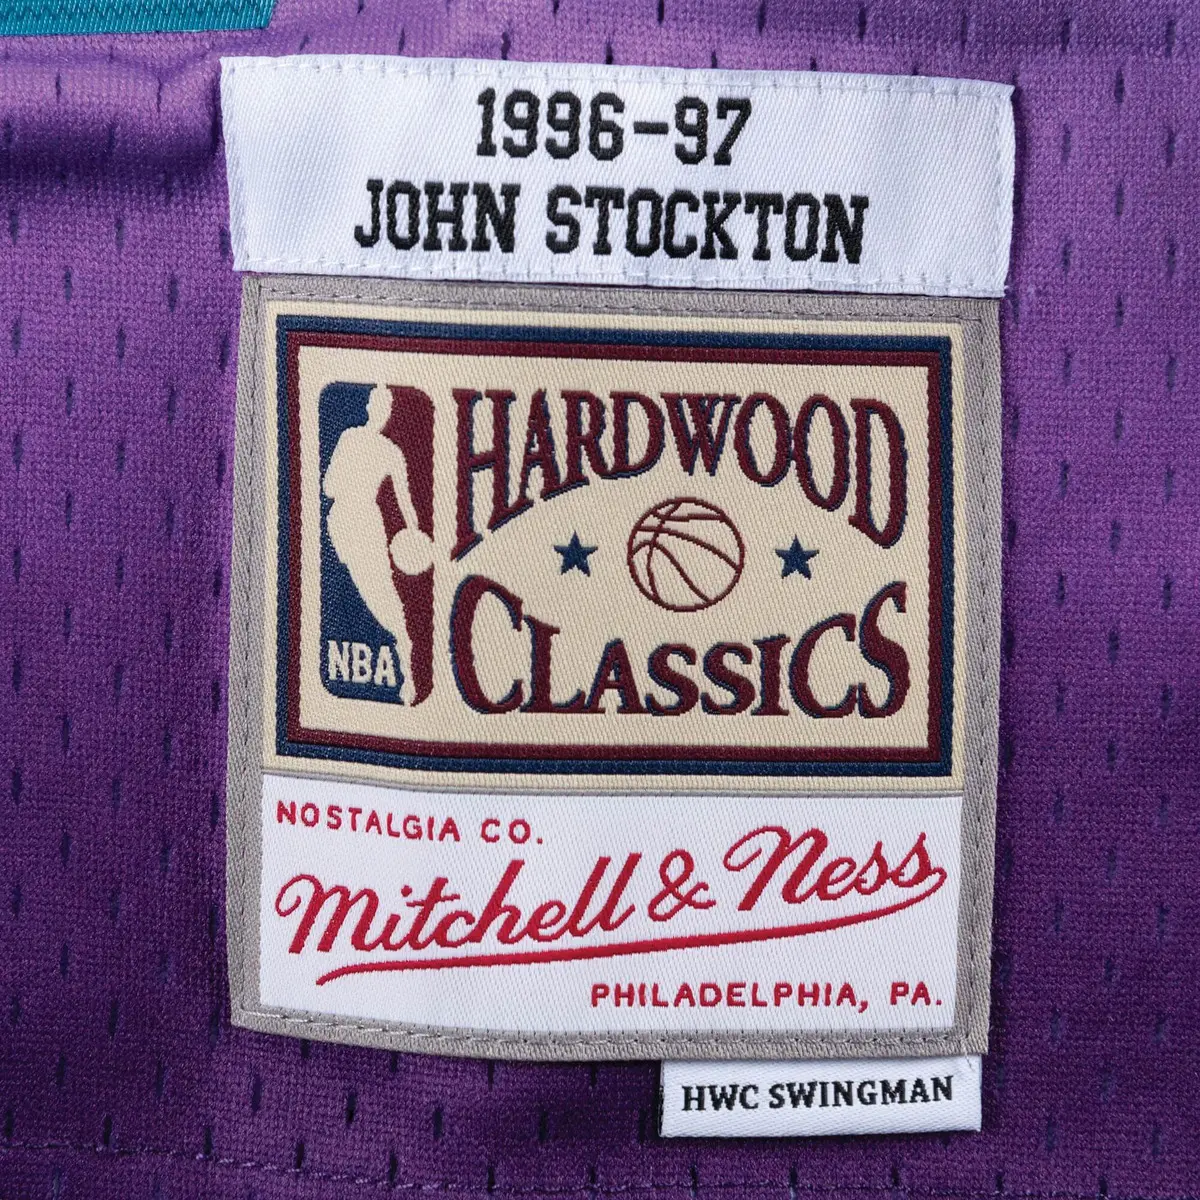 1996-97
JOHN STOCKTON
HARDWOOD
CLASSICS
NBA
NOSTALGIA CO.
Mitchell & Ness
PHILADELPHIA, PA.
HWC SWINGMAN